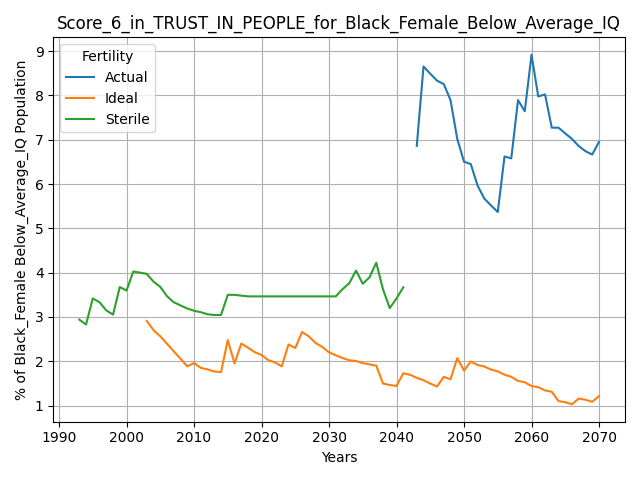 Score_6_in_TRUST_IN_PEOPLE_for_Black_Female_Below_Average_IQ
Fertility
Actual
Ideal
Sterile
% of Black_Female Below_Average_IQ Population
9
8
7
6
5
4
3
2
1
1990 2000 2010 2020 2030 2040 2050 2060 2070
Years